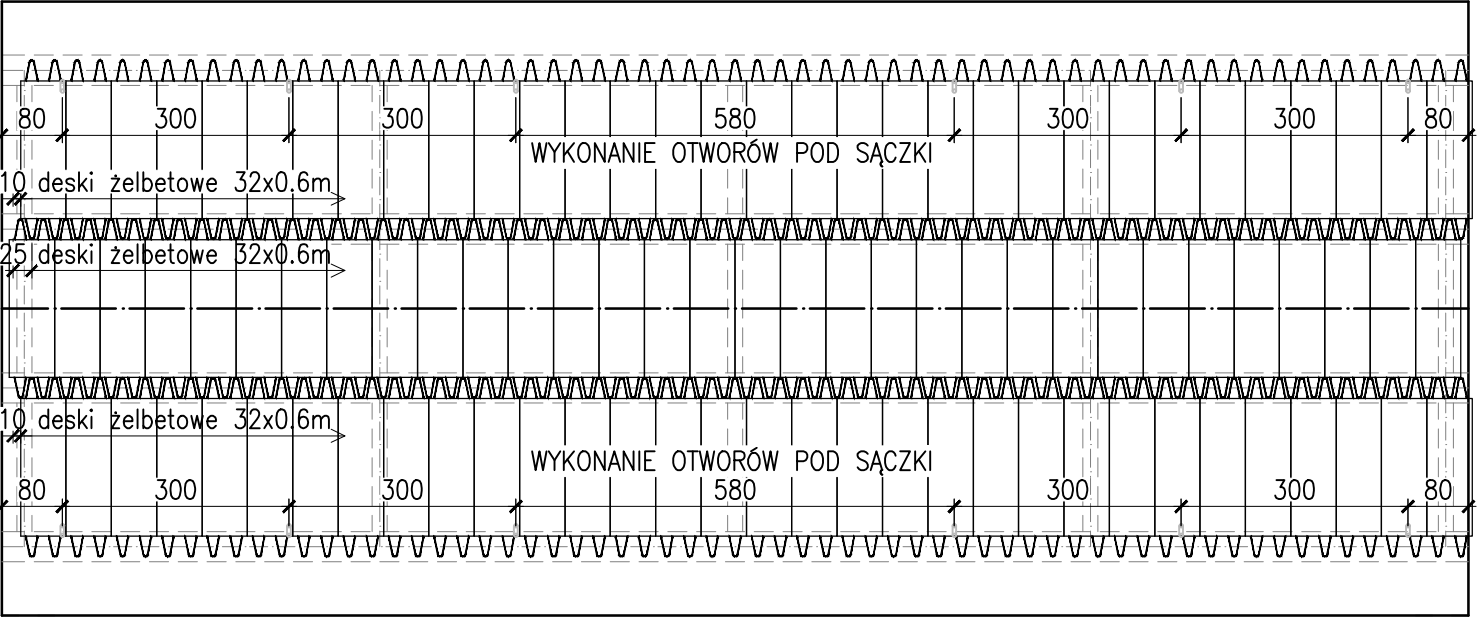 80 300 300 580 300 300 80
WYKONANIE OTWORÓW POD SĄCZKI
10 deski żelbetowe 32x0.6m
25 deski żelbetowe 32x0.6m
10 deski żelbetowe 32x0.6m
WYKONANIE OTWORÓW POD SĄCZKI
80 300 300 580 300 300 80